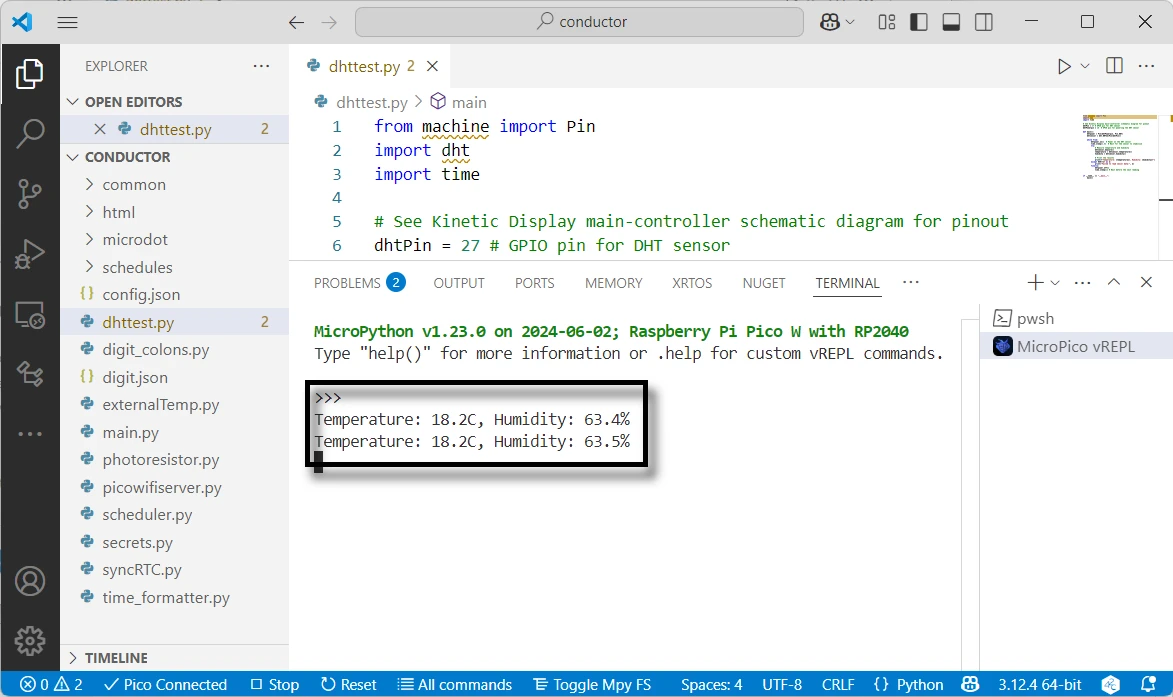 conductor
EXPLORER
OPEN EDITORS
dhttest.py 2
CONDUCTOR
common
html
microdot
schedules
config.json
dhttest.py 2
digit_colons.py
digit.json
externalTemp.py
main.py
photoresistor.py
picowifiserver.py
scheduler.py
secrets.py
syncRTC.py
time_formatter.py
TIMELINE
dhttest.py 2
dhttest.py > main
1 from machine import Pin
2 import dht
3 import time
4
5 # See Kinetic Display main-controller schematic diagram for pinout
6 dhtPin = 27 # GPIO pin for DHT sensor
PROBLEMS 2 OUTPUT PORTS MEMORY XRTOS NUGET TERMINAL
MicroPython v1.23.0 on 2024-06-02; Raspberry Pi Pico W with RP2040
Type "help()" for more information or .help for custom vREPL commands.
>>>
Temperature: 18.2C, Humidity: 63.4%
Temperature: 18.2C, Humidity: 63.5%
pwsh
MicroPico vREPL
0 2 Pico Connected Stop Reset All commands Toggle Mpy FS Spaces: 4 UTF-8 CRLF {} Python 3.12.4 64-bit